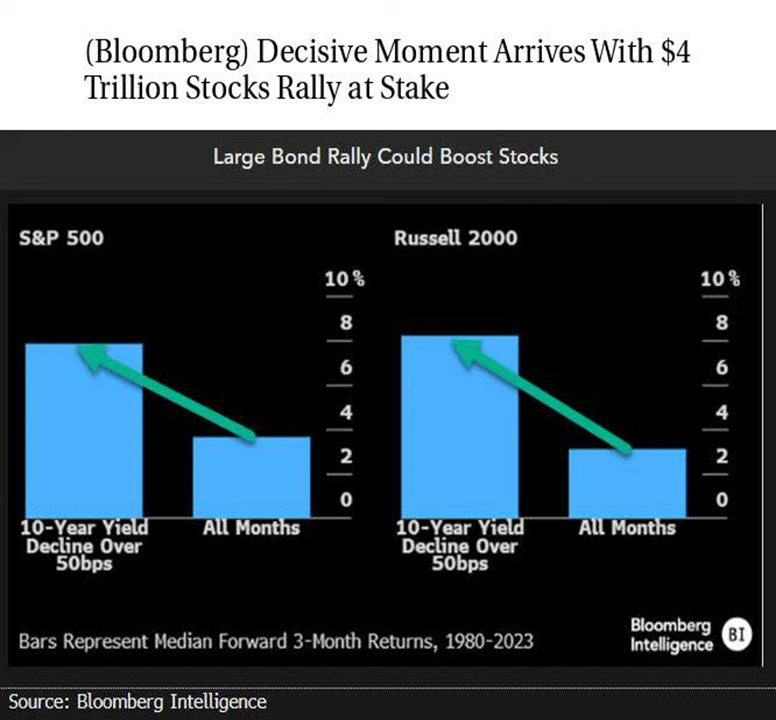 (Bloomberg) Decisive Moment Arrives With $4
Trillion Stocks Rally at Stake
Large Bond Rally Could Boost Stocks
S&P 500
10%
8
6
4
2
0
10-Year Yield
Decline Over
50bps
All Months
Russell 2000
10%
8
6
4
2
0
10-Year Yield
Decline Over
50bps
All Months
Bars Represent Median Forward 3-Month Returns, 1980-2023
Bloomberg
Intelligence
BI
Source: Bloomberg Intelligence